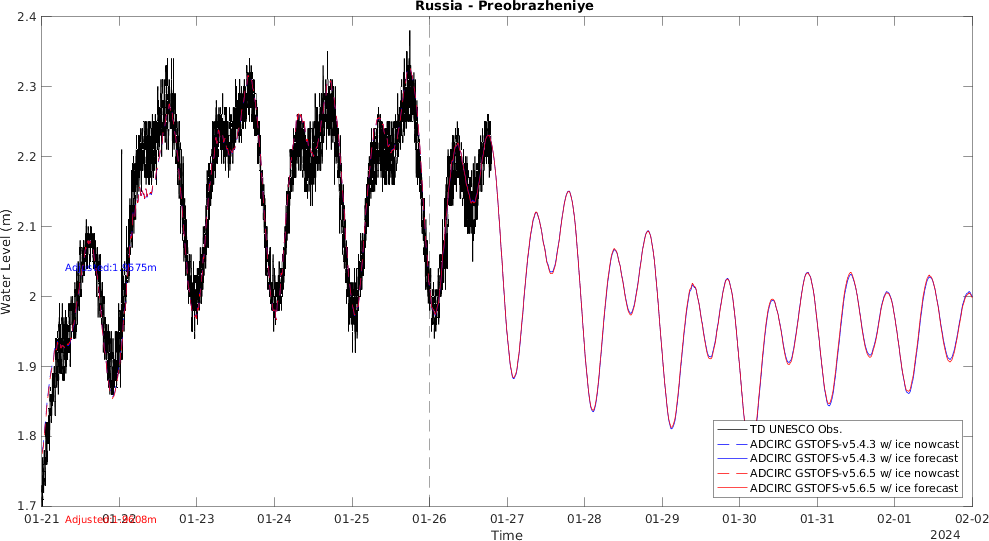 Russia - Preobrazheniye
Water Level (m)
2.4
2.3
2.2
2.1
2
1.9
1.8
1.7
TD UNESCO Obs.
ADCIRC GSTOFS-v5.4.3 w/ ice nowcast
ADCIRC GSTOFS-v5.4.3 w/ ice forecast
ADCIRC GSTOFS-v5.6.5 w/ ice nowcast
ADCIRC GSTOFS-v5.6.5 w/ ice forecast
01-21 01-22 01-23 01-24 01-25 01-26 01-27 01-28 01-29 01-30 01-31 02-01 02-02
Time
2024